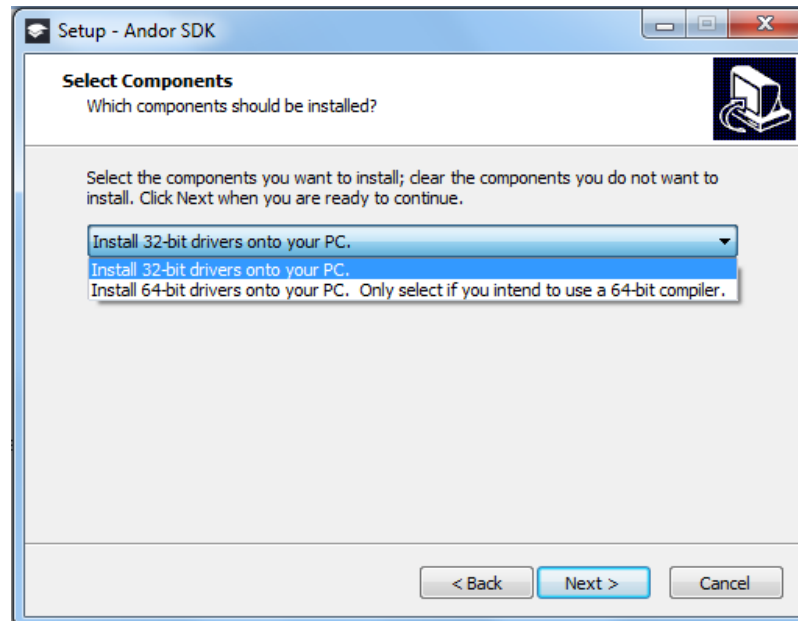 Setup - Andor SDK
Select Components
Which components should be installed?
Select the components you want to install; clear the components you do not want to
install. Click Next when you are ready to continue.
Install 32-bit drivers onto your PC.
Install 32-bit drivers onto your PC.
Install 64-bit drivers onto your PC.  Only select if you intend to use a 64-bit compiler.
< Back
Next >
Cancel